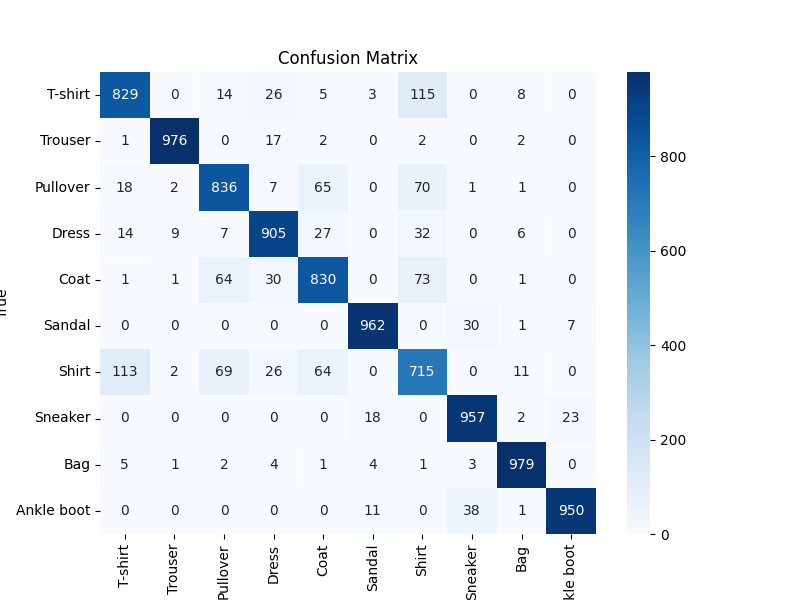 Confusion Matrix
T-shirt 829 0 14 26 5 3 115 0 8 0
Trouser 1 976 0 17 2 0 2 0 2 0
Pullover 18 2 836 7 65 0 70 1 1 0
Dress 14 9 7 905 27 0 32 0 6 0
Coat 1 1 64 30 830 0 73 0 1 0
Sandal 0 0 0 0 0 962 0 30 1 7
Shirt 113 2 69 26 64 0 715 0 11 0
Sneaker 0 0 0 0 0 18 0 957 2 23
Bag 5 1 2 4 1 4 1 3 979 0
Ankle boot 0 0 0 0 0 11 0 38 1 950
T-shirt Trouser Pullover Dress Coat Sandal Shirt Sneaker Bag kle boot
True
800
600
400
200
0